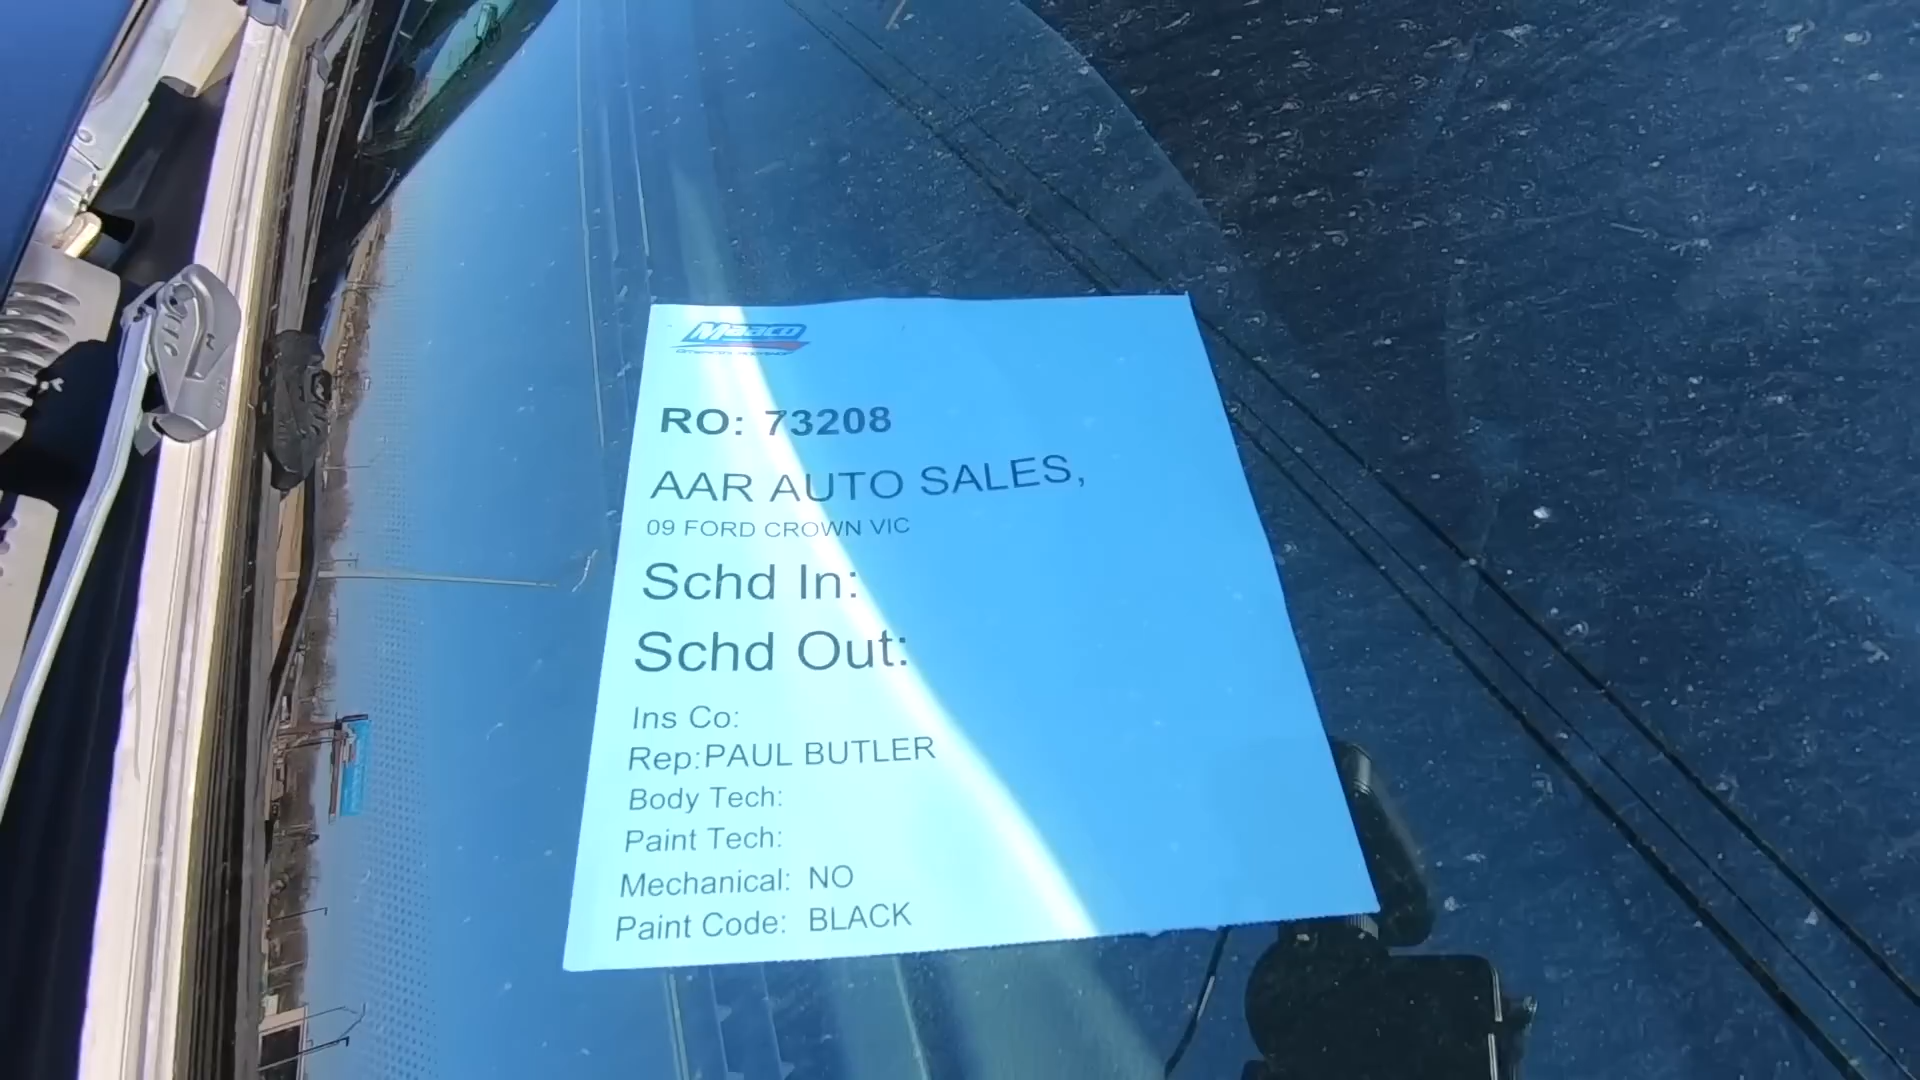 Maaco
RO: 73208
AAR AUTO SALES,
09 FORD CROWN VIC
Schd In:
Schd Out:
Ins Co:
Rep:PAUL BUTLER
Body Tech:
Paint Tech:
Mechanical: NO
Paint Code: BLACK